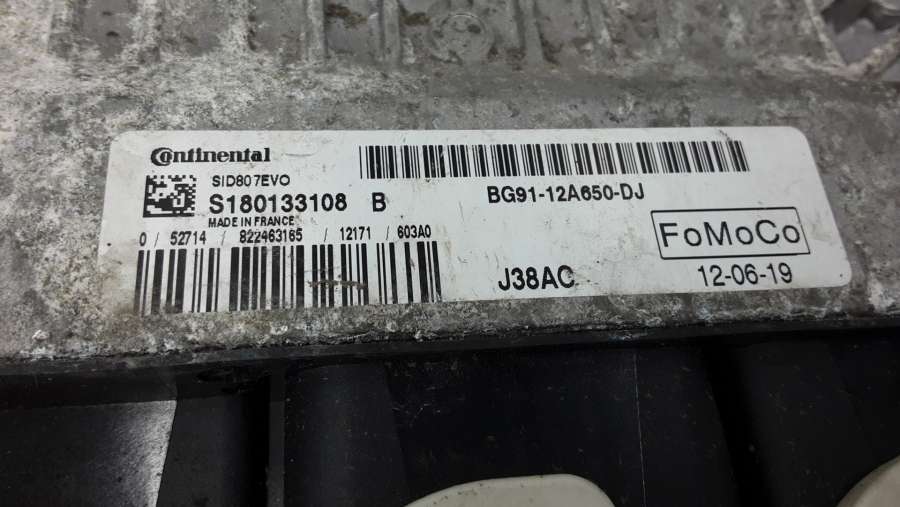 Continental
SID807EVO
S180133108 B
MADE IN FRANCE
0 / 52714 / 822463165 / 12171 / 603A0
BG91-12A650-DJ
FoMoCo
J38AC
12-06-19